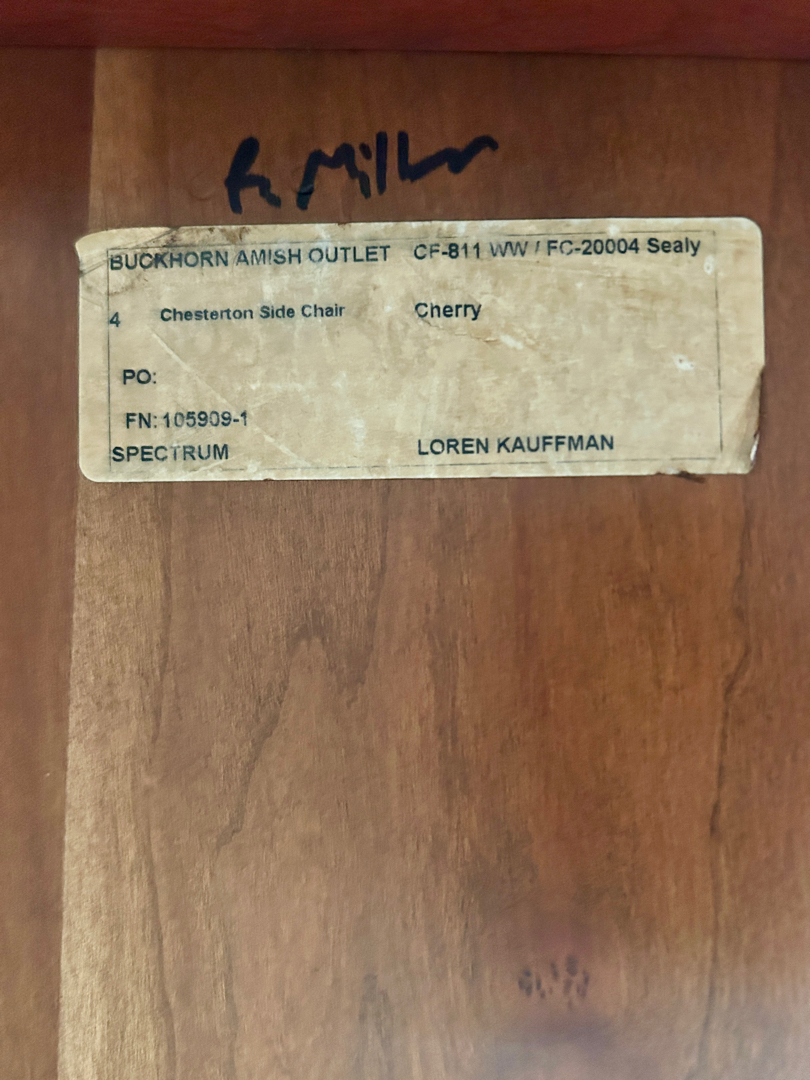 Miller
BUCKHORN AMISH OUTLET CF-811 WW / FC-20004 Sealy
4 Chesterton Side Chair Cherry
PO:
FN: 105909-1
SPECTRUM LOREN KAUFFMAN